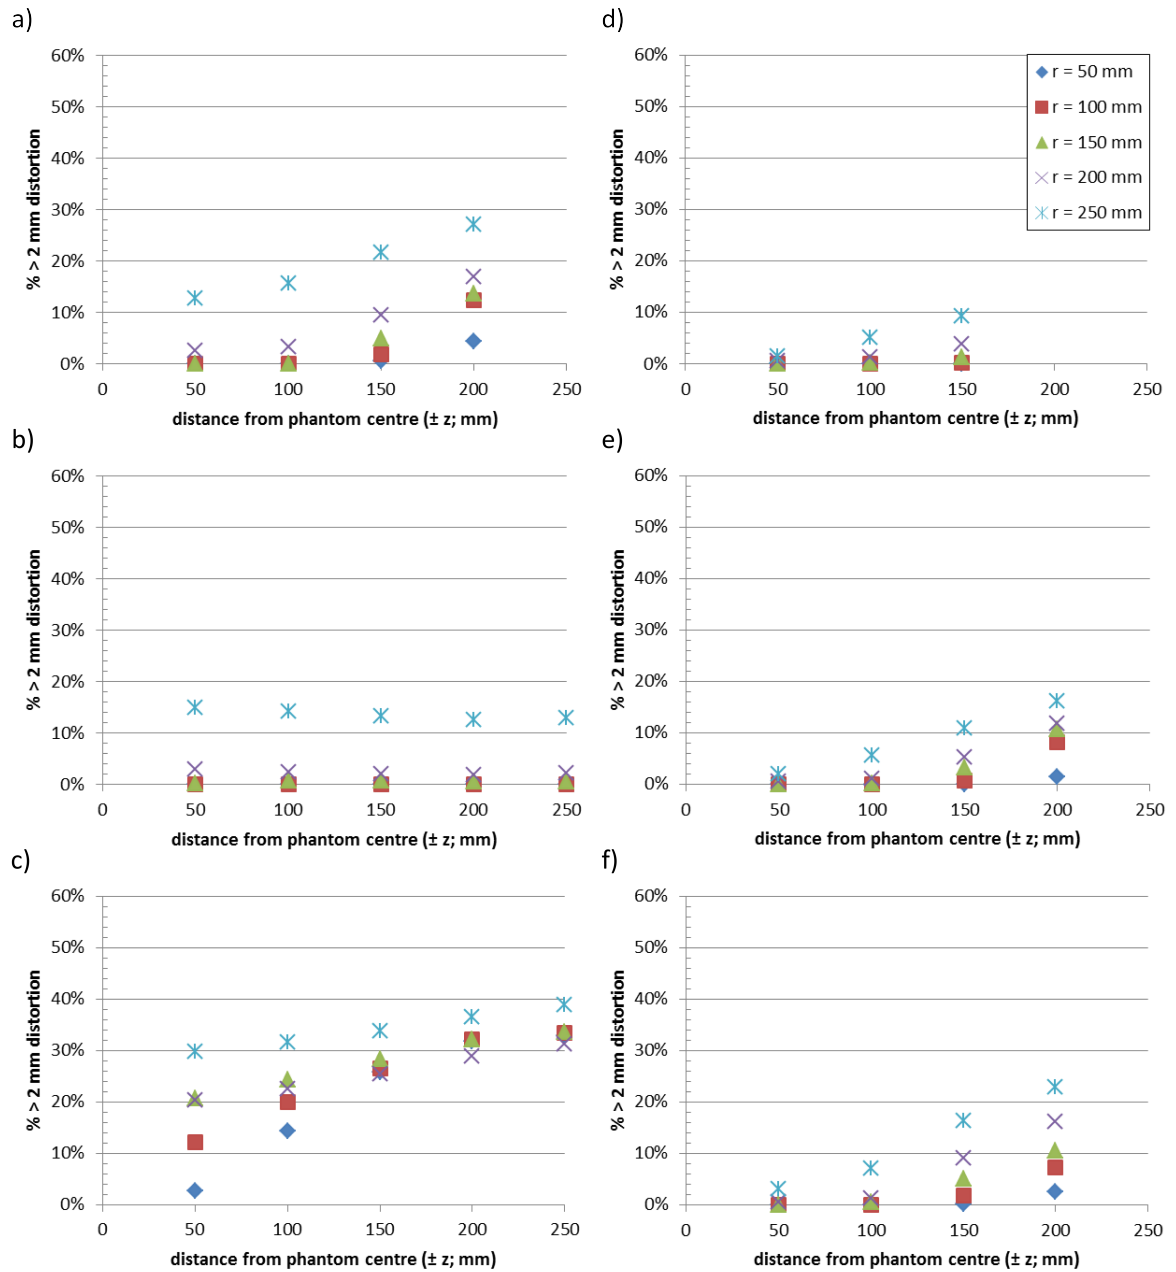 a)
60%
50%
40%
30%
20%
10%
0%
% > 2 mm distortion
0 50 100 150 200 250
distance from phantom centre (± z; mm)
d)
60%
50%
40%
30%
20%
10%
0%
% > 2 mm distortion
r = 50 mm
r = 100 mm
r = 150 mm
r = 200 mm
r = 250 mm
0 50 100 150 200 250
distance from phantom centre (± z; mm)
b)
60%
50%
40%
30%
20%
10%
0%
% > 2 mm distortion
0 50 100 150 200 250
distance from phantom centre (± z; mm)
e)
60%
50%
40%
30%
20%
10%
0%
% > 2 mm distortion
0 50 100 150 200 250
distance from phantom centre (± z; mm)
c)
60%
50%
40%
30%
20%
10%
0%
% > 2 mm distortion
0 50 100 150 200 250
distance from phantom centre (± z; mm)
f)
60%
50%
40%
30%
20%
10%
0%
% > 2 mm distortion
0 50 100 150 200 250
distance from phantom centre (± z; mm)